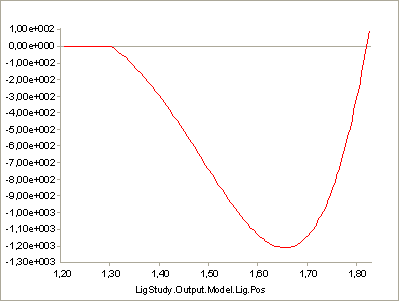 1,00e+002
0,00e+000
-1,00e+002
-2,00e+002
-3,00e+002
-4,00e+002
-5,00e+002
-6,00e+002
-7,00e+002
-8,00e+002
-9,00e+002
-1,00e+003
-1,10e+003
-1,20e+003
-1,30e+003
1,20 1,30 1,40 1,50 1,60 1,70 1,80
LigStudy.Output.Model.Lig.Pos